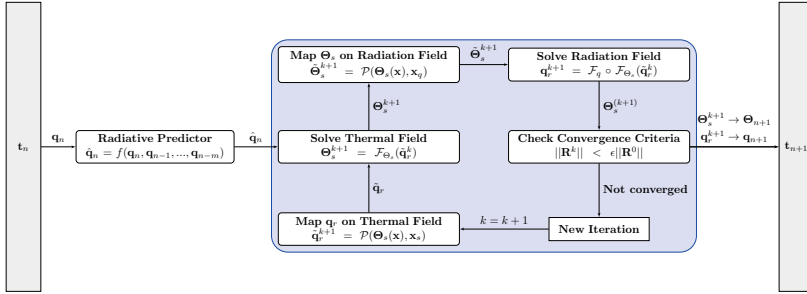 t_n
q_n
Radiative Predictor
q̂_n = f(q_n, q_{n−1}, ..., q_{n−m})
q̂_n
Map Θ_s on Radiation Field
Θ̃_s^{k+1} = P(Θ_s(x), x_q)
Θ̃_s^{k+1}
Solve Radiation Field
q_r^{k+1} = F_q ∘ F_{Θ_s}(q̃_r^k)
Θ_s^{k+1}
Θ_s^{(k+1)}
Solve Thermal Field
Θ_s^{k+1} = F_{Θ_s}(q̃_r^k)
Check Convergence Criteria
||R^k|| < ϵ||R^0||
Θ_s^{k+1} → Θ_{n+1}
q_r^{k+1} → q_{n+1}
t_{n+1}
q̃_r
Not converged
Map q_r on Thermal Field
q̃_r^{k+1} = P(Θ_s(x), x_s)
k = k + 1
New Iteration